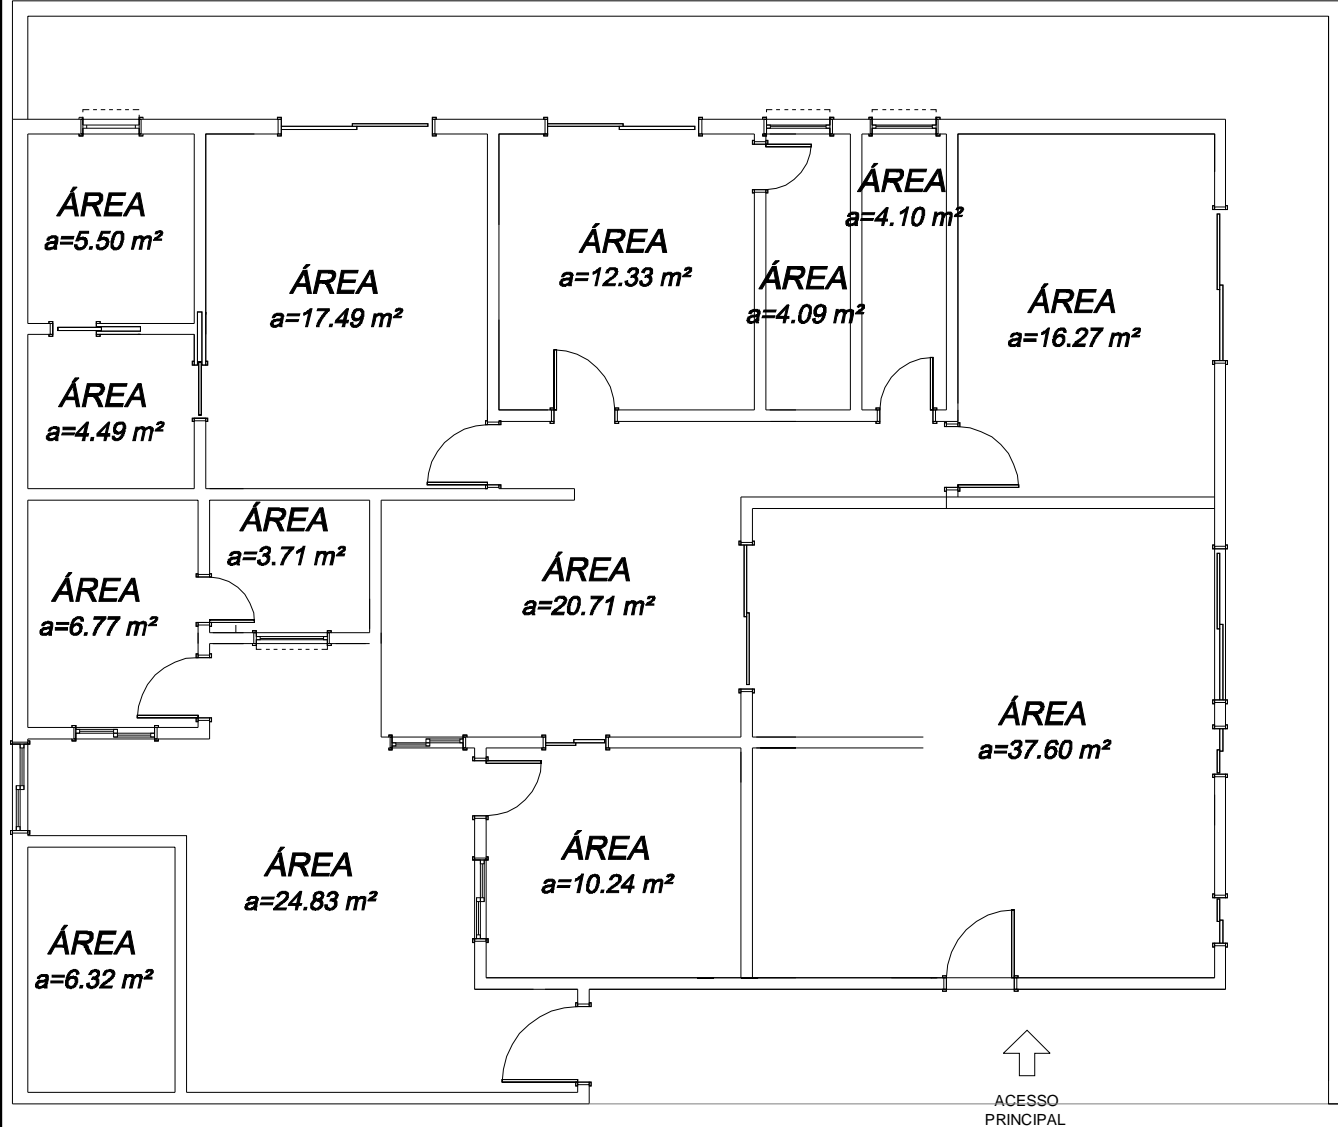 ÁREA
a=5.50 m²
ÁREA
a=17.49 m²
ÁREA
a=12.33 m²
ÁREA
a=4.09 m²
ÁREA
a=4.10 m²
ÁREA
a=16.27 m²
ÁREA
a=4.49 m²
ÁREA
a=6.77 m²
ÁREA
a=3.71 m²
ÁREA
a=20.71 m²
ÁREA
a=37.60 m²
ÁREA
a=24.83 m²
ÁREA
a=10.24 m²
ÁREA
a=6.32 m²
ACESSO
PRINCIPAL